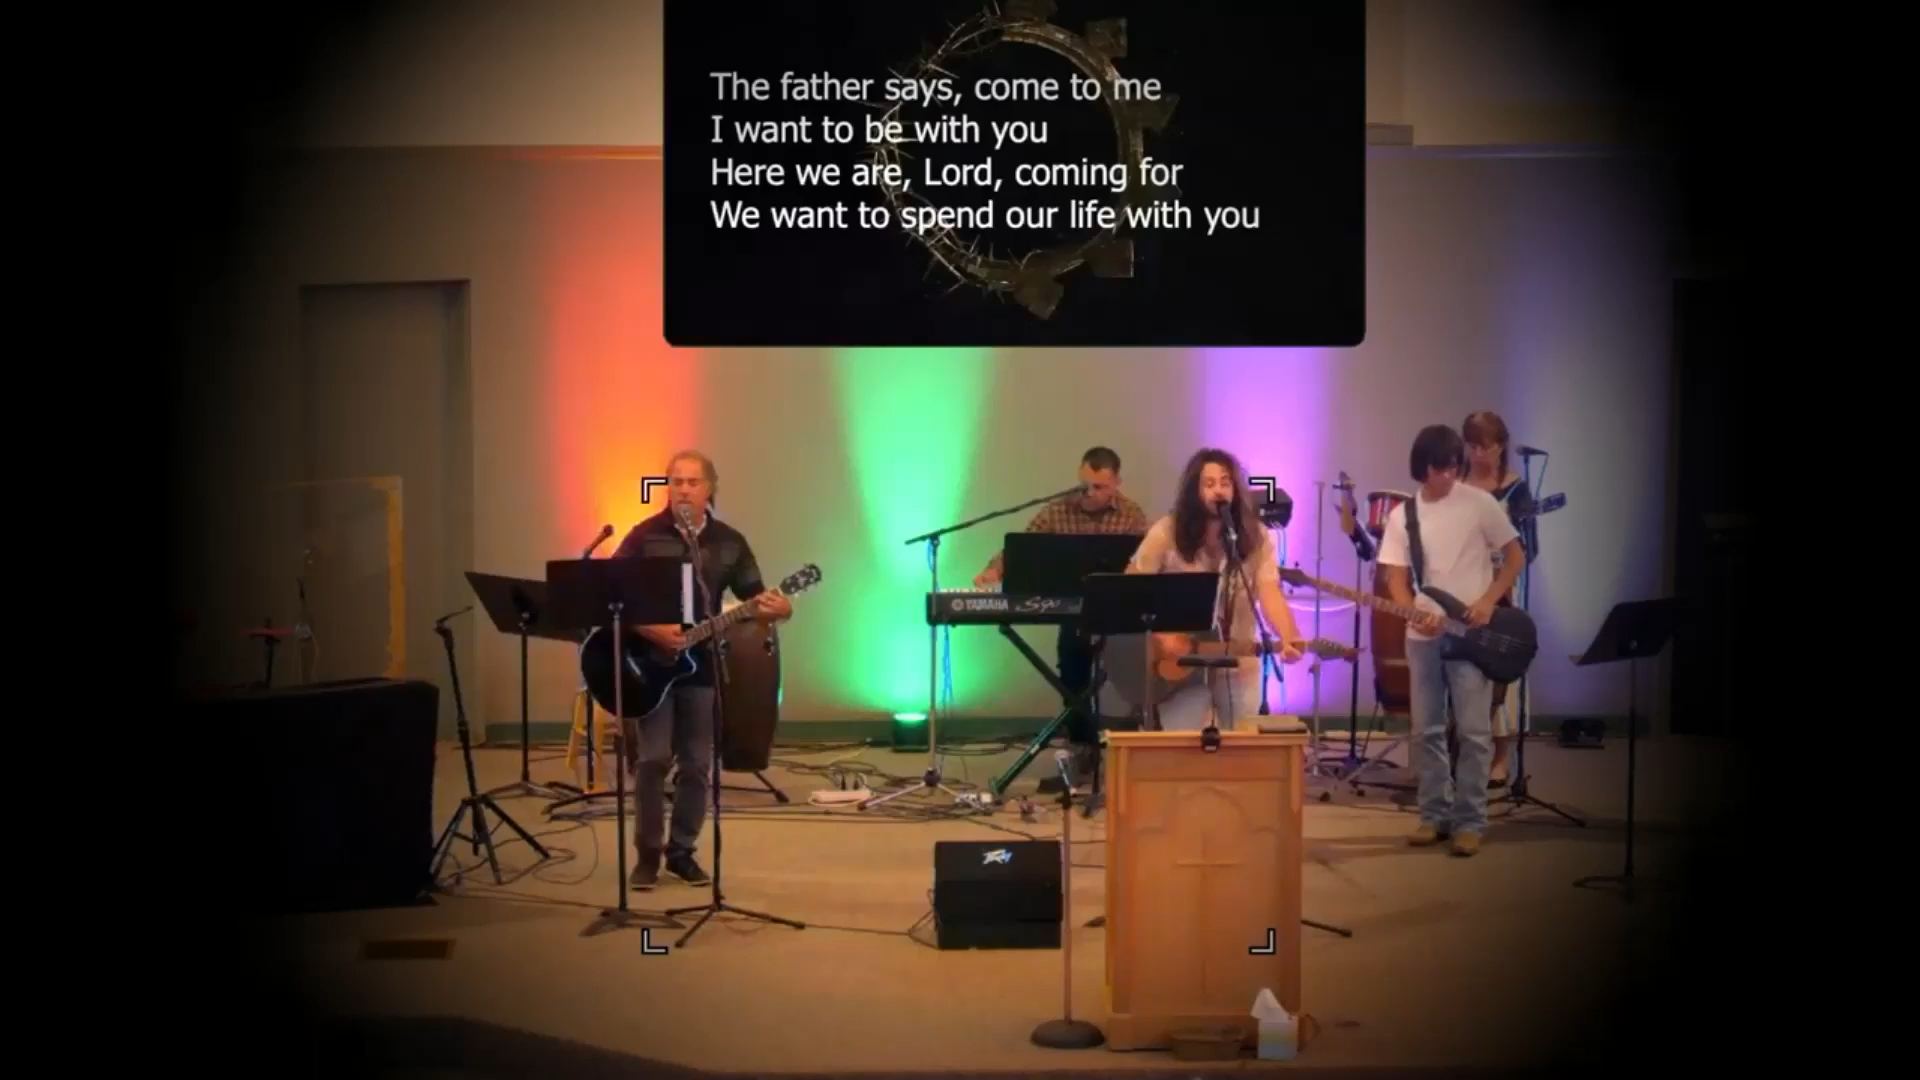 The father says, come to me
I want to be with you
Here we are, Lord, coming for
We want to spend our life with you
YAMAHA S90